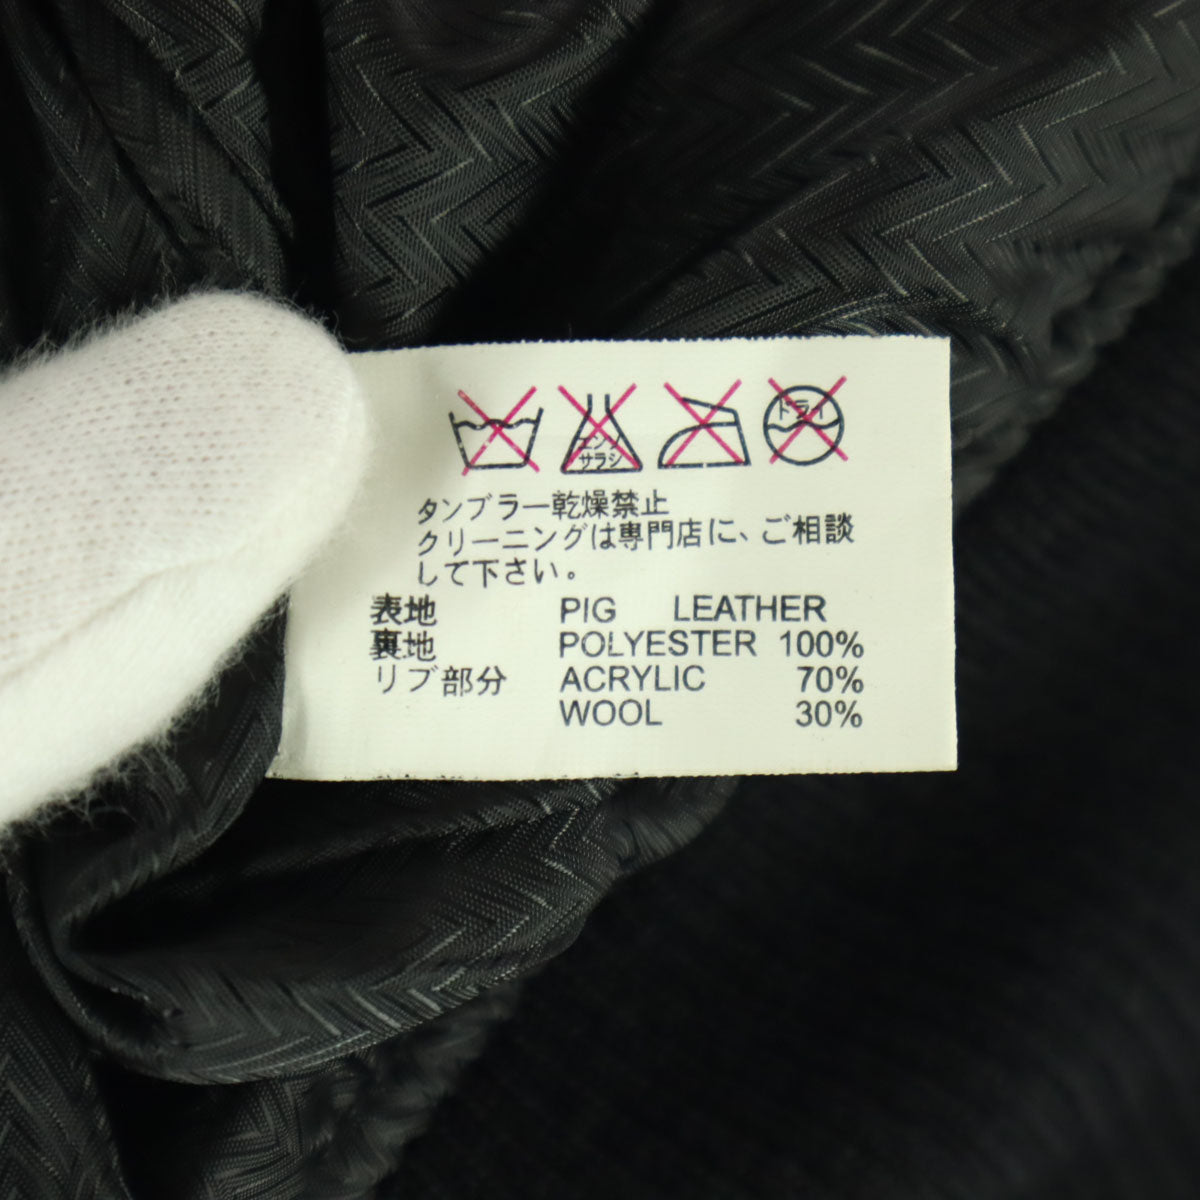 エンソ
サラシ
ドライ
タンブラー乾燥禁止
クリーニングは専門店に、ご相談
して下さい。
表地 PIG LEATHER
裏地 POLYESTER 100%
リブ部分 ACRYLIC 70%
WOOL 30%